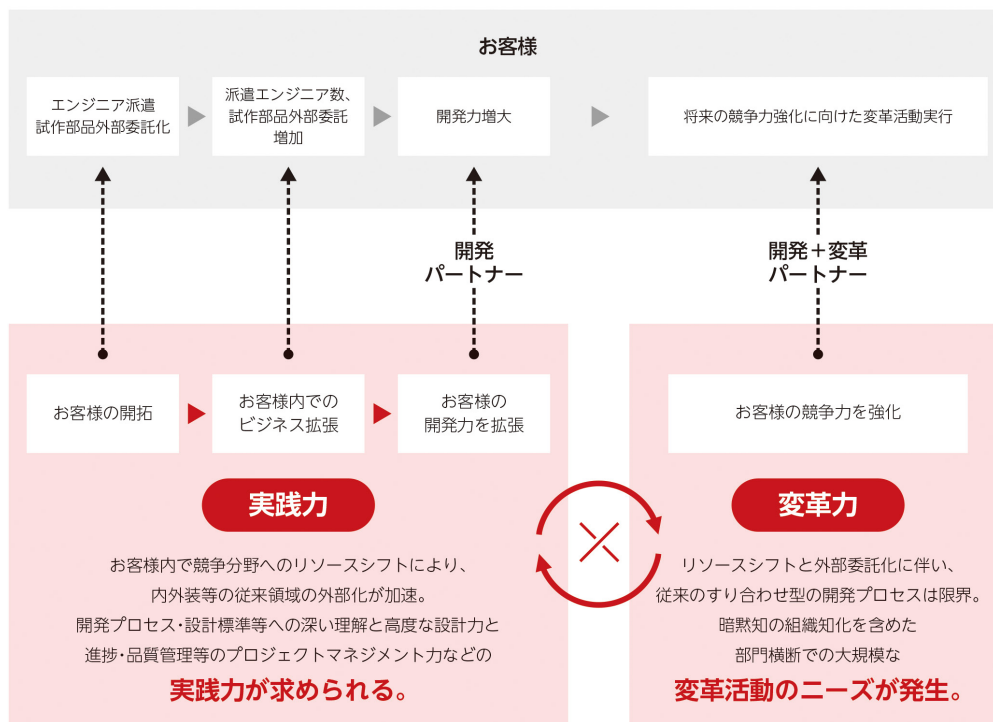 お客様
エンジニア派遣
試作部品外部委託化
派遣エンジニア数、
試作部品外部委託
増加
開発力増大
将来の競争力強化に向けた変革活動実行
開発
パートナー
開発＋変革
パートナー
お客様の開拓
お客様内での
ビジネス拡張
お客様の
開発力を拡張
お客様の競争力を強化
実践力
お客様内で競争分野へのリソースシフトにより、
内外装等の従来領域の外部化が加速。
開発プロセス・設計標準等への深い理解と高度な設計力と
進捗・品質管理等のプロジェクトマネジメント力などの
実践力が求められる。
変革力
リソースシフトと外部委託化に伴い、
従来のすり合わせ型の開発プロセスは限界。
暗黙知の組織知化を含めた
部門横断での大規模な
変革活動のニーズが発生。